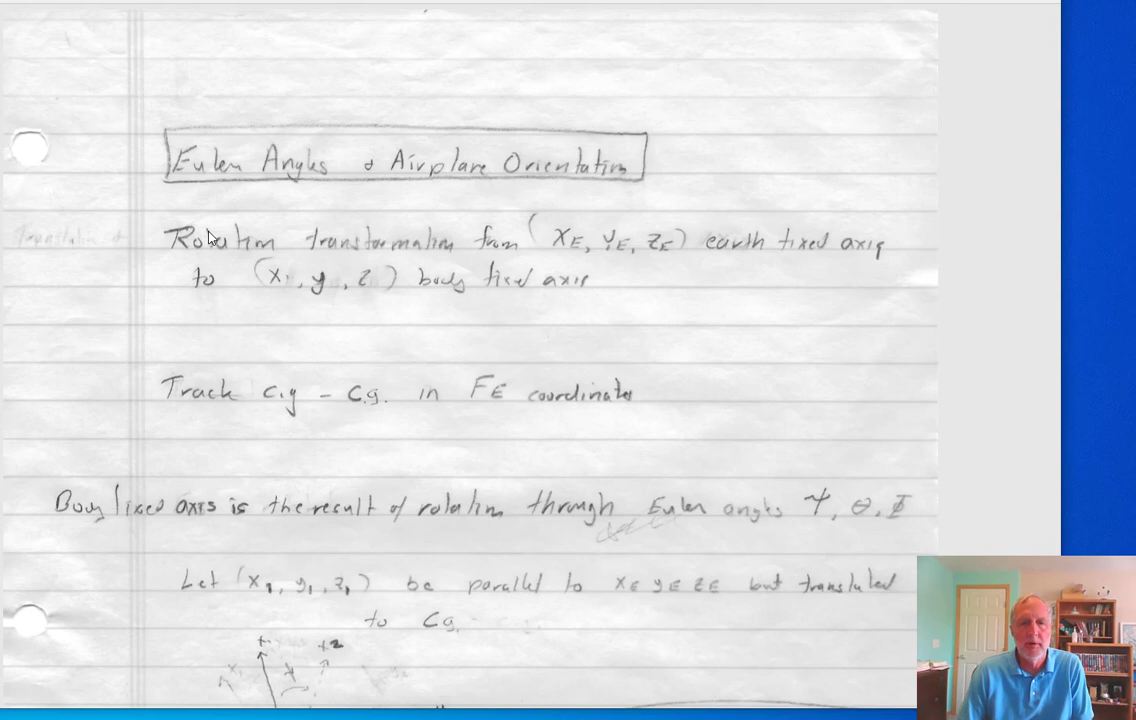 Euler Angles & Airplane Orientation
Rotation transformation from (XE, YE, ZE) earth fixed axis
to (x, y, z) body fixed axis
Track c.g - C.g. in FE coordinates
Body fixed axis is the result of rotation through Euler angles Ψ, Θ, Φ
Let (x1, y1, z1) be parallel to XE YE ZE but translated
to Cg.
x2